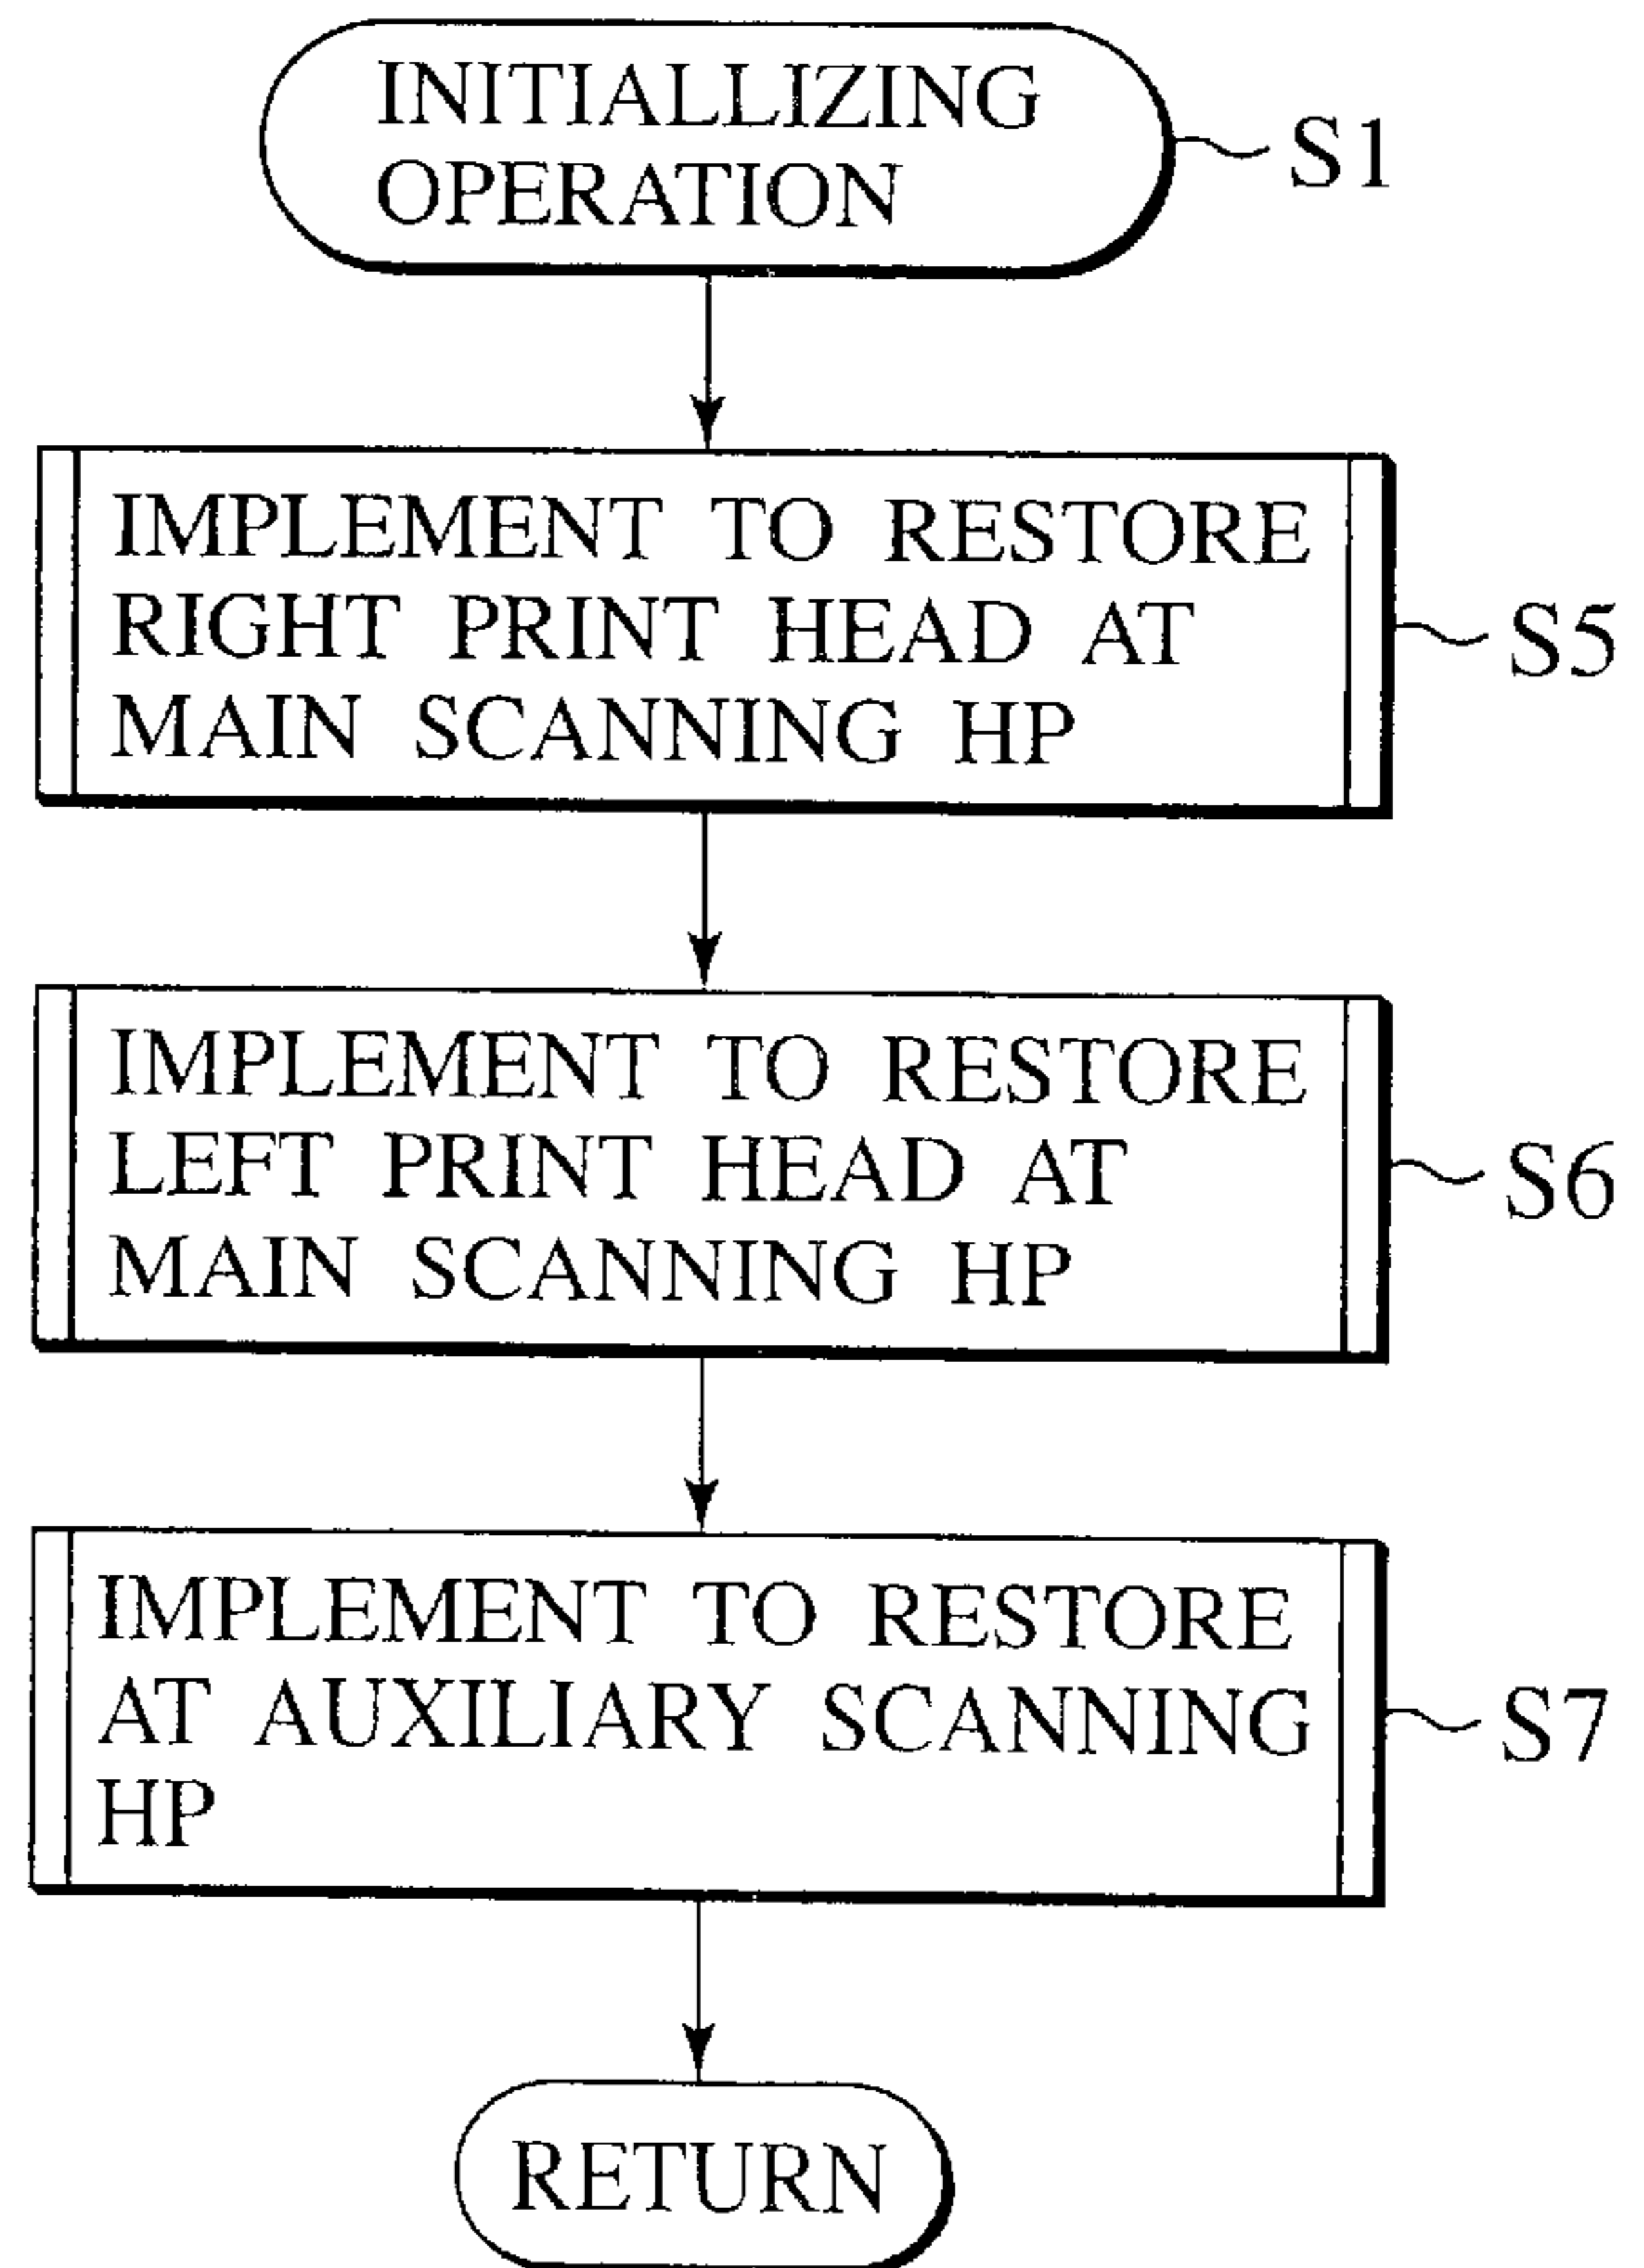 INITIALLIZING
OPERATION
S1
IMPLEMENT TO RESTORE
RIGHT PRINT HEAD AT
MAIN SCANNING HP
S5
IMPLEMENT TO RESTORE
LEFT PRINT HEAD AT
MAIN SCANNING HP
S6
IMPLEMENT TO RESTORE
AT AUXILIARY SCANNING
HP
S7
RETURN